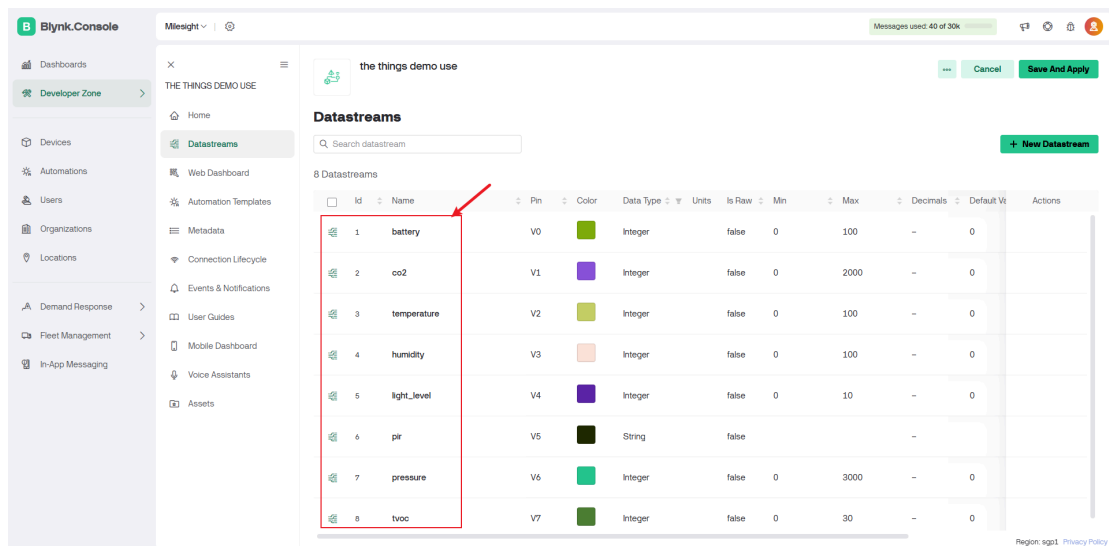 B Blynk.Console
Milesight
Messages used: 40 of 30k
Dashboards
Developer Zone
Devices
Automations
Users
Organizations
Locations
Demand Response
Fleet Management
In-App Messaging
THE THINGS DEMO USE
Home
Datastreams
Web Dashboard
Automation Templates
Metadata
Connection Lifecycle
Events & Notifications
User Guides
Mobile Dashboard
Voice Assistants
Assets
the things demo use
Cancel
Save And Apply
Datastreams
Search datastream
+ New Datastream
8 Datastreams
Id Name Pin Color Data Type Units Is Raw Min Max Decimals Default Va Actions
1 battery V0 Integer false 0 100 – 0
2 co2 V1 Integer false 0 2000 – 0
3 temperature V2 Integer false 0 100 – 0
4 humidity V3 Integer false 0 100 – 0
5 light_level V4 Integer false 0 10 – 0
6 pir V5 String false –
7 pressure V6 Integer false 0 3000 – 0
8 tvoc V7 Integer false 0 30 – 0
Region: sgp1 Privacy Policy